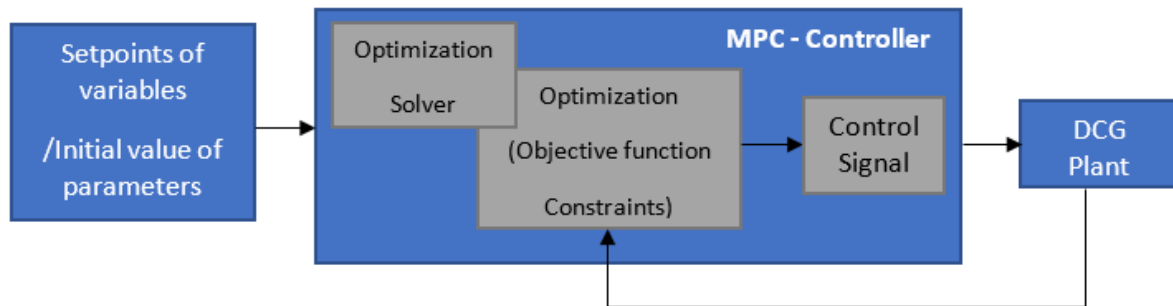 Setpoints of
variables
/Initial value of
parameters
MPC - Controller
Optimization
Solver
Optimization
(Objective function
Constraints)
Control
Signal
DCG
Plant